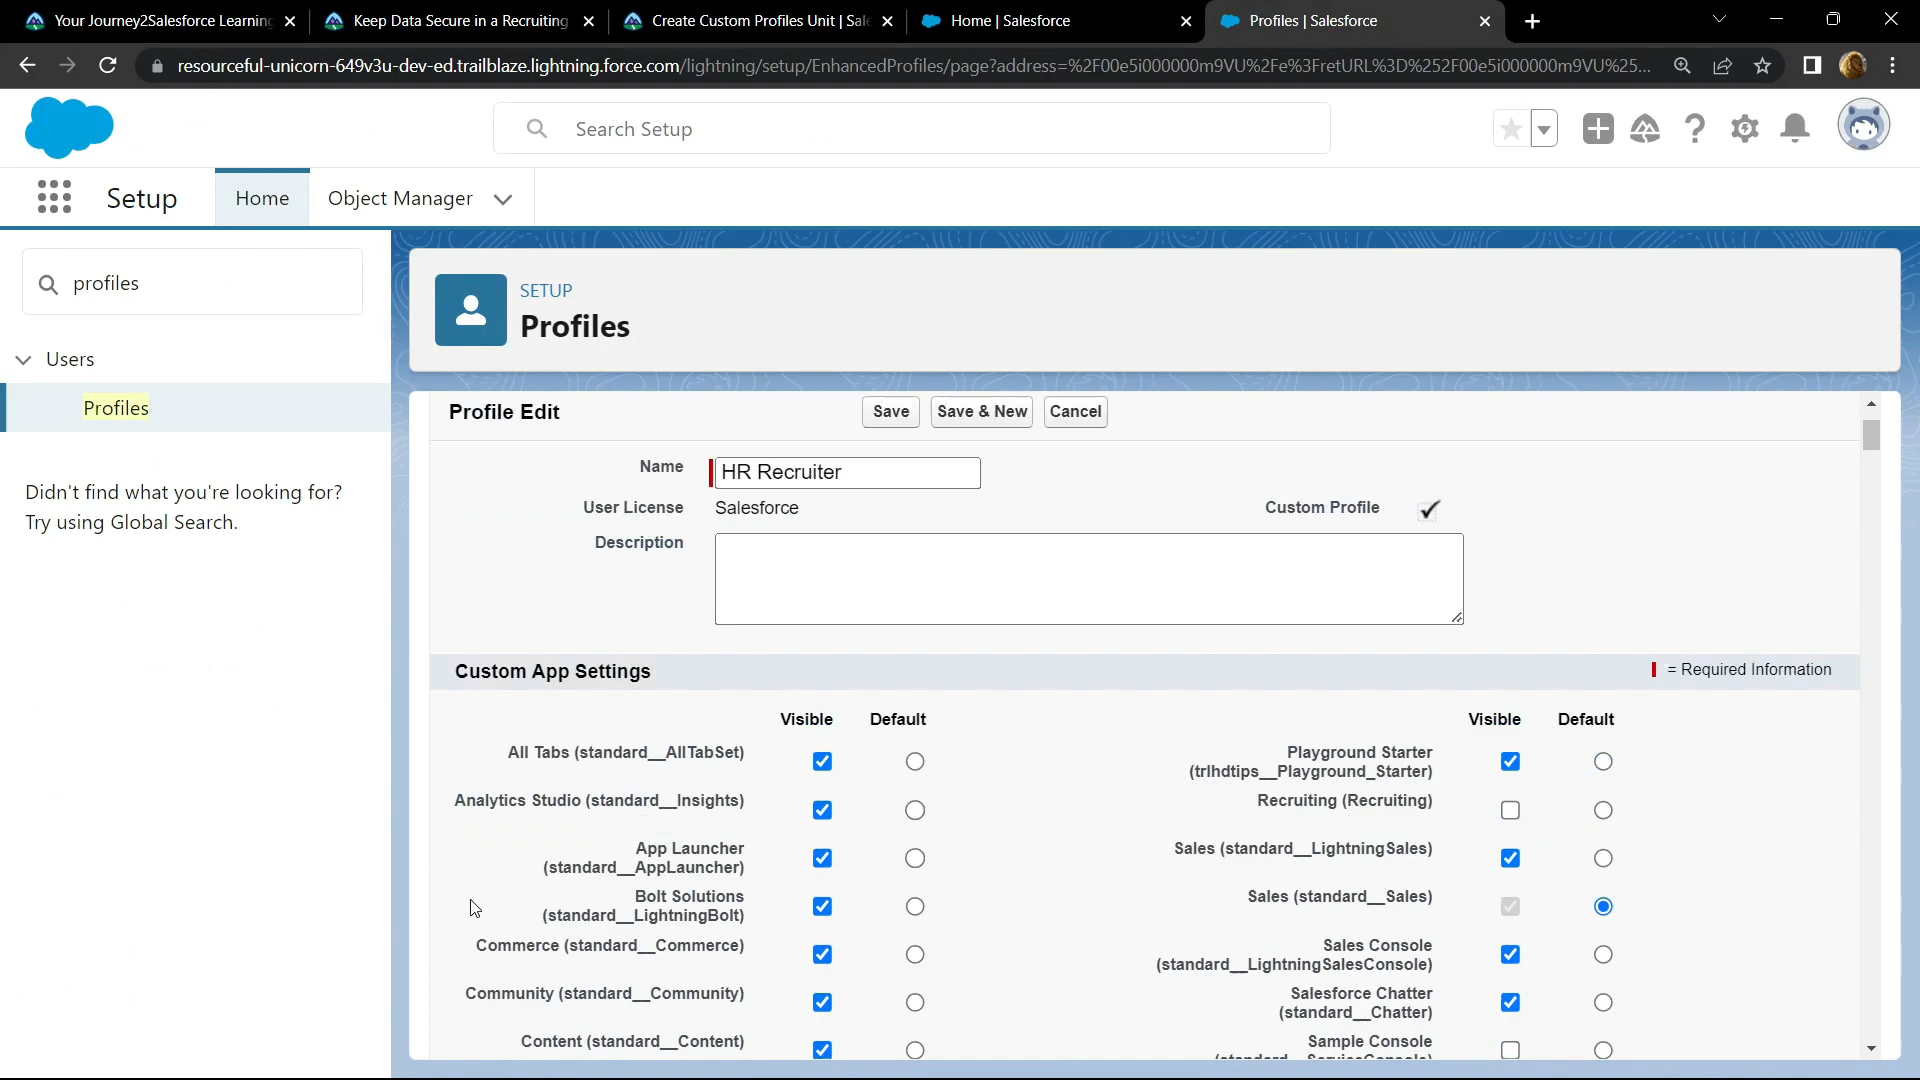 Your Journey2Salesforce Learning
Keep Data Secure in a Recruiting
Create Custom Profiles Unit | Sale
Home | Salesforce
Profiles | Salesforce
resourceful-unicorn-649v3u-dev-ed.trailblaze.lightning.force.com/lightning/setup/EnhancedProfiles/page?address=%2F00e5i000000m9VU%2Fe%3FretURL%3D%252F00e5i000000m9VU%25...
Search Setup
Setup
Home
Object Manager
profiles
Users
Profiles
Didn't find what you're looking for?
Try using Global Search.
SETUP
Profiles
Profile Edit
Save
Save & New
Cancel
Name
HR Recruiter
User License
Salesforce
Custom Profile
Description
Custom App Settings
= Required Information
Visible Default
Visible Default
All Tabs (standard__AllTabSet)
Playground Starter
(trlhdtips__Playground_Starter)
Analytics Studio (standard__Insights)
Recruiting (Recruiting)
App Launcher
(standard__AppLauncher)
Sales (standard__LightningSales)
Bolt Solutions
(standard__LightningBolt)
Sales (standard__Sales)
Commerce (standard__Commerce)
Sales Console
(standard__LightningSalesConsole)
Community (standard__Community)
Salesforce Chatter
(standard__Chatter)
Content (standard__Content)
Sample Console